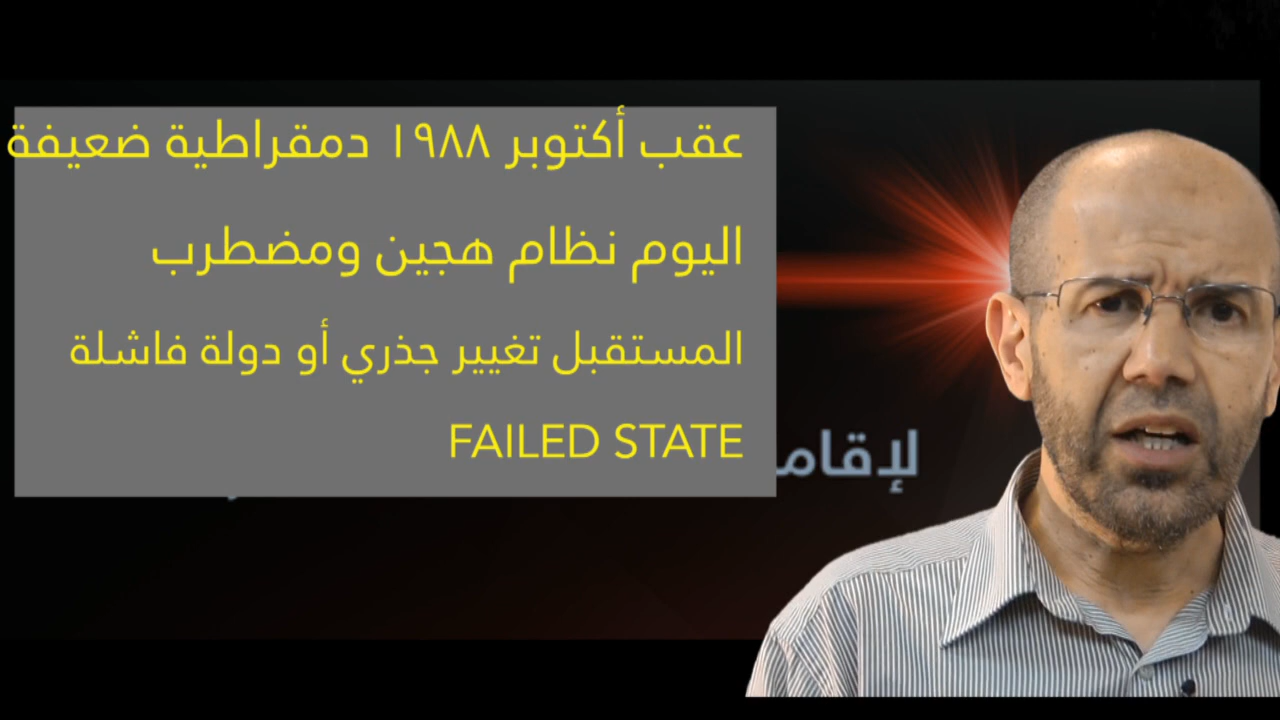 عقب أكتوبر ١٩٨٨ دمقراطية ضعيفة
اليوم نظام هجين ومضطرب
المستقبل تغيير جذري أو دولة فاشلة
FAILED STATE